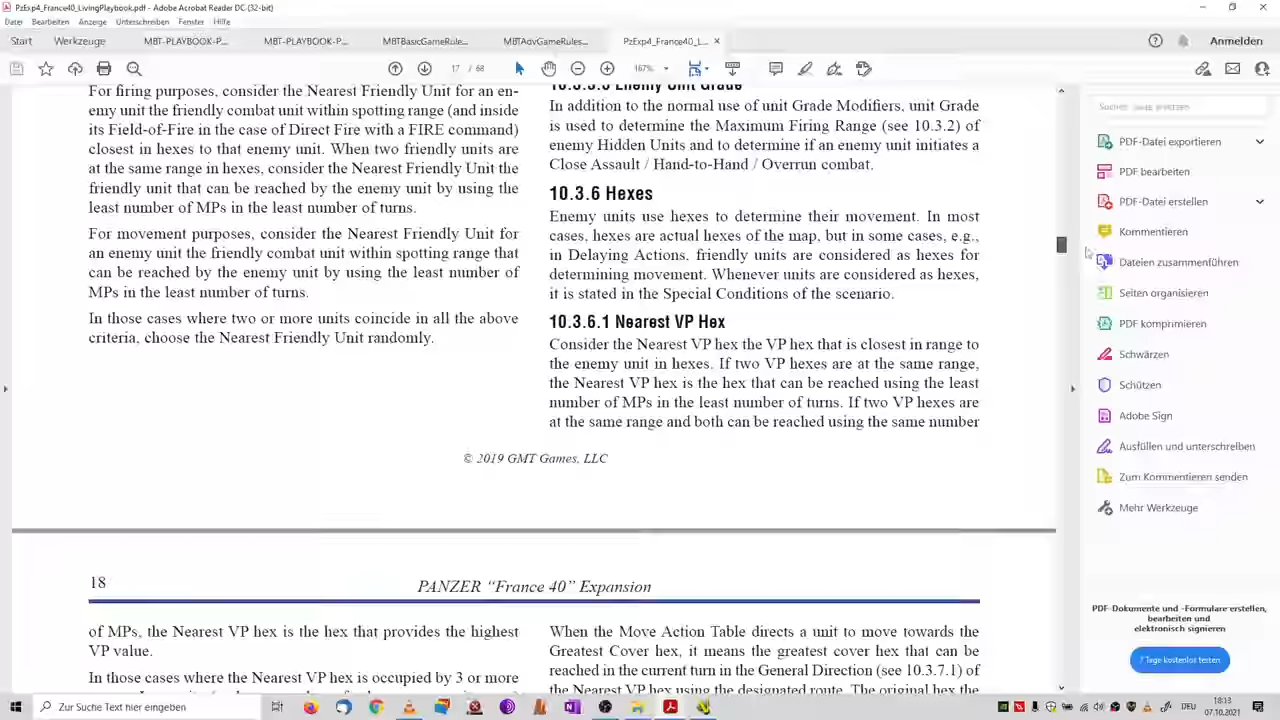 PzExp4_France40_LivingPlaybook.pdf - Adobe Acrobat Reader DC (32-bit)
Datei Bearbeiten Anzeige Unterschreiben Fenster Hilfe
Start Werkzeuge MBT-PLAYBOOK-P... MBT-PLAYBOOK-P... MBTBasicGameRule... MBTAdvGameRules... PzExp4_France40_L... × Anmelden
17 / 68 167%
For firing purposes, consider the Nearest Friendly Unit for an en-
emy unit the friendly combat unit within spotting range (and inside
its Field-of-Fire in the case of Direct Fire with a FIRE command)
closest in hexes to that enemy unit. When two friendly units are
at the same range in hexes, consider the Nearest Friendly Unit the
friendly unit that can be reached by the enemy unit by using the
least number of MPs in the least number of turns.
For movement purposes, consider the Nearest Friendly Unit for
an enemy unit the friendly combat unit within spotting range that
can be reached by the enemy unit by using the least number of
MPs in the least number of turns.
In those cases where two or more units coincide in all the above
criteria, choose the Nearest Friendly Unit randomly.
Enemy Unit Grade
In addition to the normal use of unit Grade Modifiers, unit Grade
is used to determine the Maximum Firing Range (see 10.3.2) of
enemy Hidden Units and to determine if an enemy unit initiates a
Close Assault / Hand-to-Hand / Overrun combat.
10.3.6 Hexes
Enemy units use hexes to determine their movement. In most
cases, hexes are actual hexes of the map, but in some cases, e.g.,
in Delaying Actions, friendly units are considered as hexes for
determining movement. Whenever units are considered as hexes,
it is stated in the Special Conditions of the scenario.
10.3.6.1 Nearest VP Hex
Consider the Nearest VP hex the VP hex that is closest in range to
the enemy unit in hexes. If two VP hexes are at the same range,
the Nearest VP hex is the hex that can be reached using the least
number of MPs in the least number of turns. If two VP hexes are
at the same range and both can be reached using the same number
© 2019 GMT Games, LLC
18 PANZER “France 40” Expansion
of MPs, the Nearest VP hex is the hex that provides the highest
VP value.
In those cases where the Nearest VP hex is occupied by 3 or more
When the Move Action Table directs a unit to move towards the
Greatest Cover hex, it means the greatest cover hex that can be
reached in the current turn in the General Direction (see 10.3.7.1) of
the Nearest VP hex using the designated route. The original hex the
PDF-Datei exportieren
PDF bearbeiten
PDF-Datei erstellen
Kommentieren
Dateien zusammenführen
Seiten organisieren
PDF komprimieren
Schwärzen
Schützen
Adobe Sign
Ausfüllen und unterschreiben
Zum Kommentieren senden
Mehr Werkzeuge
PDF-Dokumente und -Formulare erstellen,
bearbeiten und
elektronisch signieren
7 Tage kostenlos testen
Zur Suche Text hier eingeben
DEU
18:13
07.10.2021